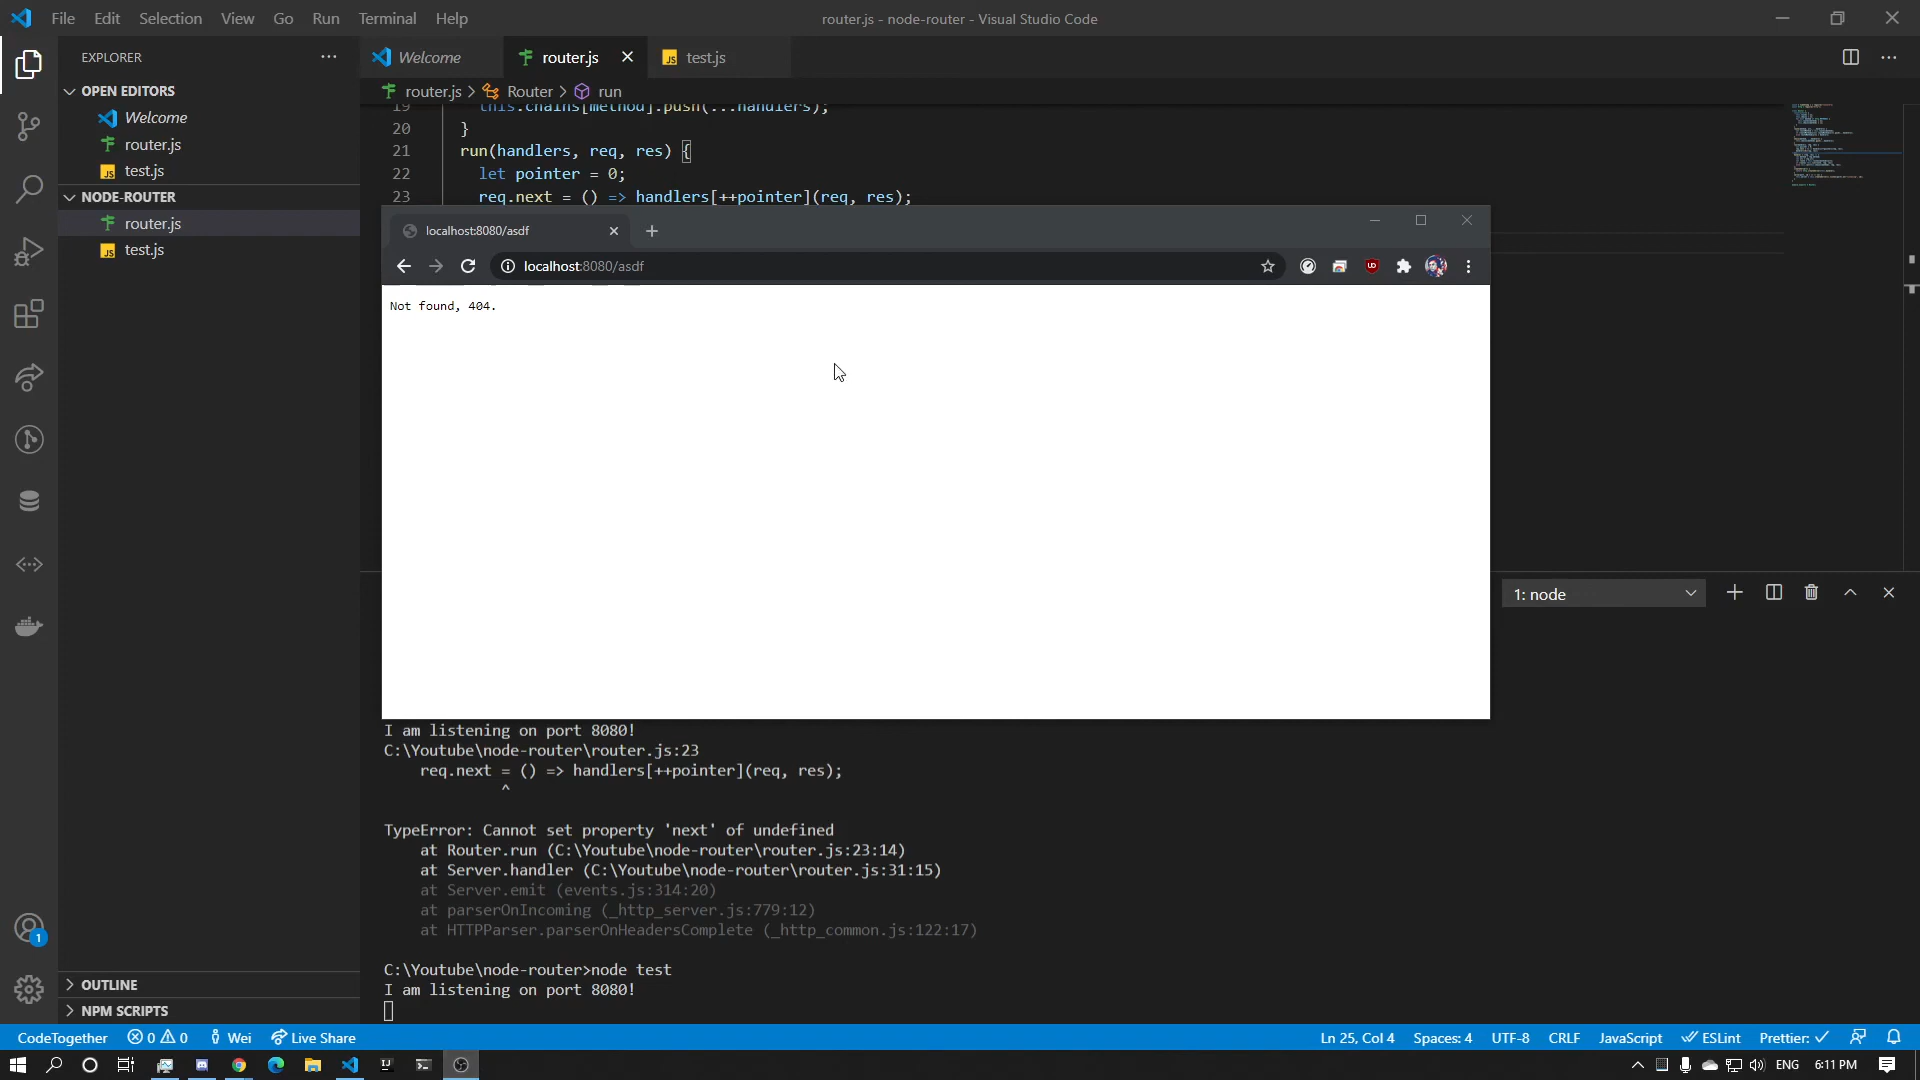 File Edit Selection View Go Run Terminal Help
router.js - node-router - Visual Studio Code
EXPLORER
Welcome
router.js
JS test.js
OPEN EDITORS
router.js > Router > run
Welcome
router.js
JS test.js
NODE-ROUTER
router.js
JS test.js
19 this.chains[method].push(...handlers);
20 }
21 run(handlers, req, res) {
22 let pointer = 0;
23 req.next = () => handlers[++pointer](req, res);
localhost:8080/asdf
localhost:8080/asdf
Not found, 404.
1: node
I am listening on port 8080!
C:\Youtube\node-router\router.js:23
req.next = () => handlers[++pointer](req, res);
^
TypeError: Cannot set property 'next' of undefined
at Router.run (C:\Youtube\node-router\router.js:23:14)
at Server.handler (C:\Youtube\node-router\router.js:31:15)
at Server.emit (events.js:314:20)
at parserOnIncoming (_http_server.js:779:12)
at HTTPParser.parserOnHeadersComplete (_http_common.js:122:17)
C:\Youtube\node-router>node test
I am listening on port 8080!
1
OUTLINE
NPM SCRIPTS
CodeTogether 0 0 Wei Live Share
Ln 25, Col 4 Spaces: 4 UTF-8 CRLF JavaScript ESLint Prettier:
ENG 6:11 PM